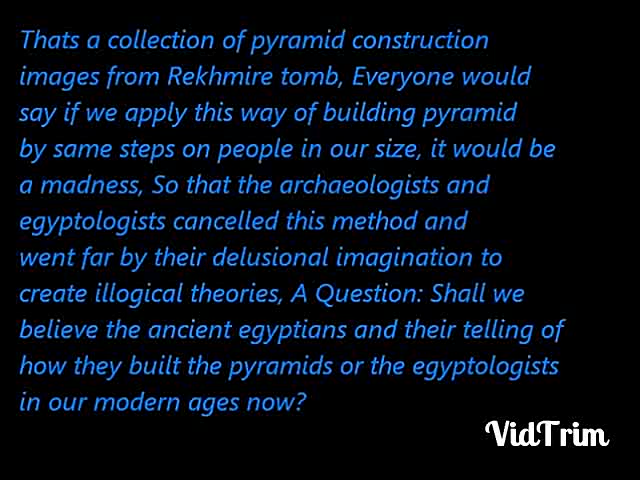 Thats a collection of pyramid construction
images from Rekhmire tomb, Everyone would
say if we apply this way of building pyramid
by same steps on people in our size, it would be
a madness, So that the archaeologists and
egyptologists cancelled this method and
went far by their delusional imagination to
create illogical theories, A Question: Shall we
believe the ancient egyptians and their telling of
how they built the pyramids or the egyptologists
in our modern ages now?
VidTrim